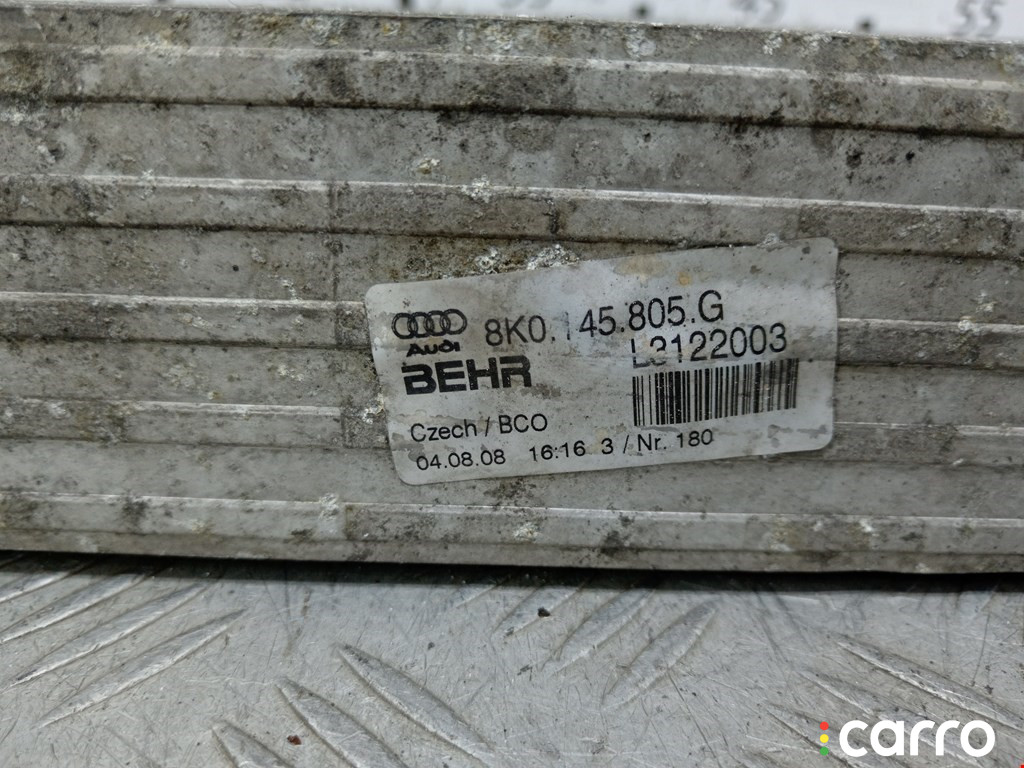 8K0.145.805.G
Audi
L3122003
BEHR
Czech / BCO
04.08.08 16:16 3 / Nr. 180
carro